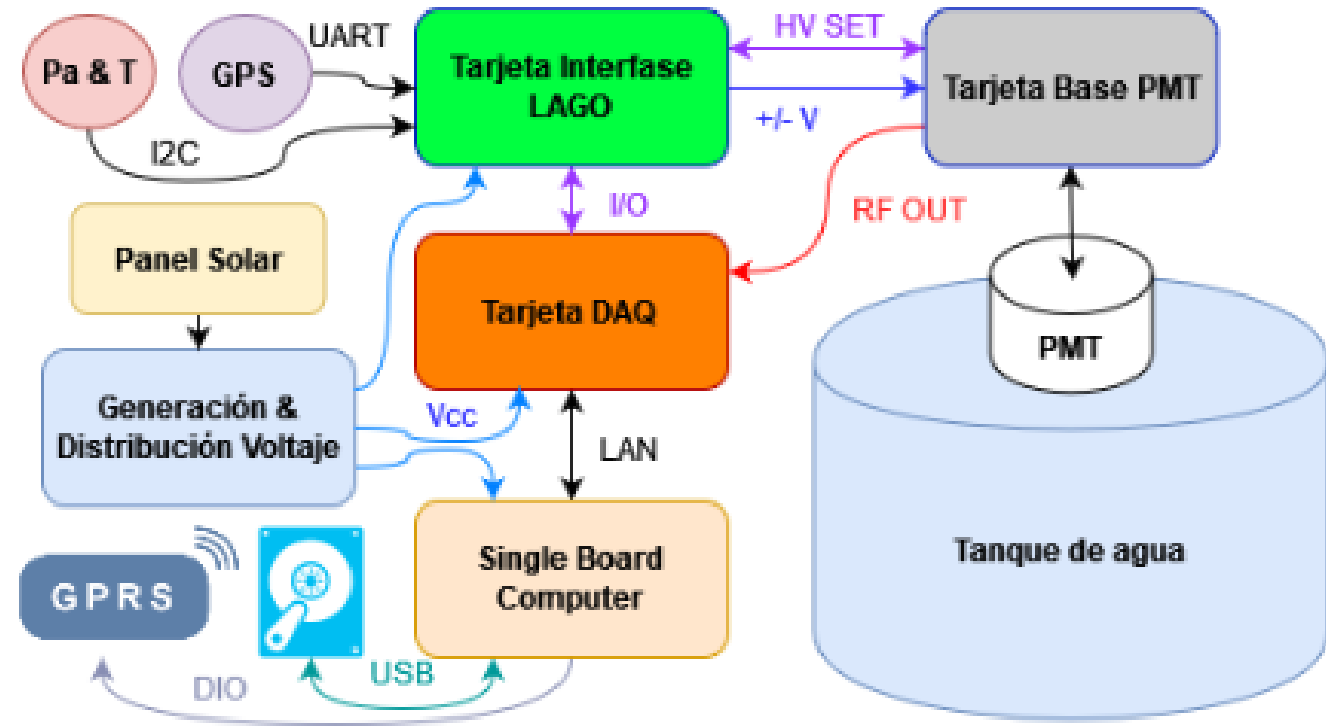 Pa & T
GPS
UART
I2C
Tarjeta Interfase
LAGO
HV SET
+/- V
Tarjeta Base PMT
I/O
RF OUT
Panel Solar
Tarjeta DAQ
PMT
Generación &
Distribución Voltaje
Vcc
LAN
Tanque de agua
GPRS
Single Board
Computer
USB
DIO